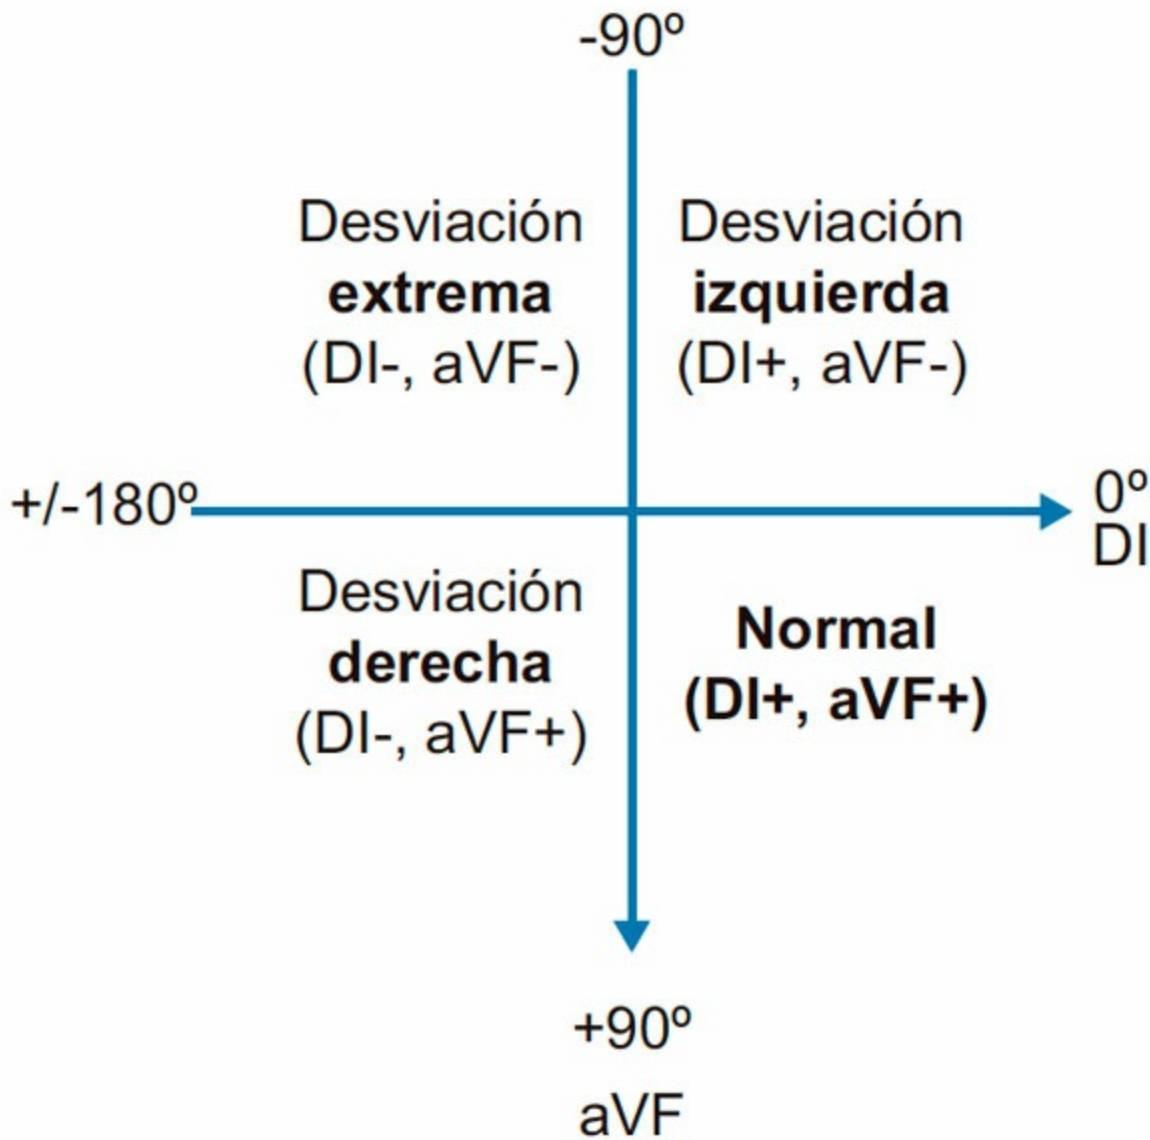 -90º
Desviación
extrema
(DI-, aVF-)
Desviación
izquierda
(DI+, aVF-)
+/-180º
0º
DI
Desviación
derecha
(DI-, aVF+)
Normal
(DI+, aVF+)
+90º
aVF